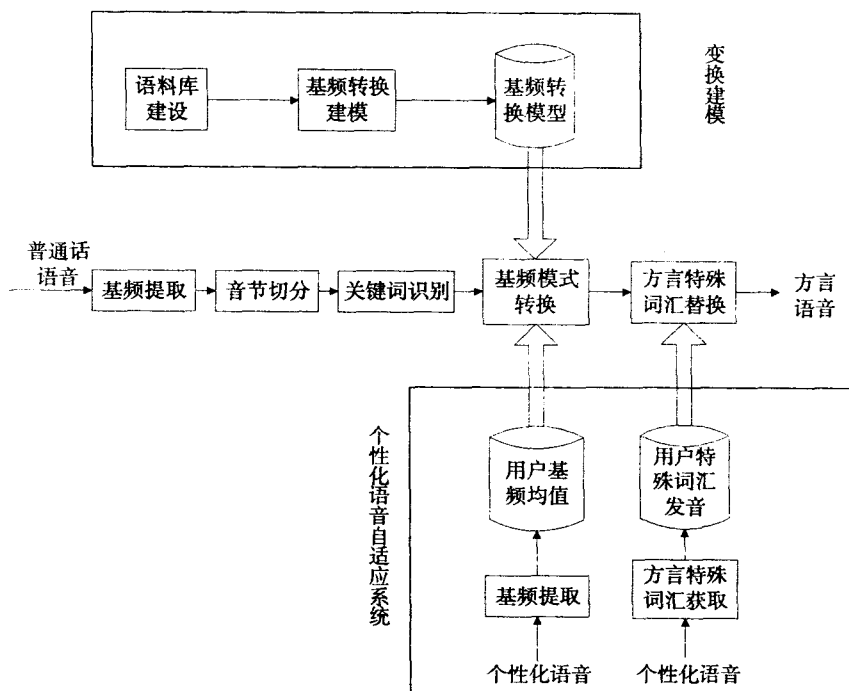 语料库
建设
基频转换
建模
基频转
换模型
变换建模
普通话
语音
基频提取
音节切分
关键词识别
基频模式
转换
方言特殊
词汇替换
方言
语音
个性化语音自适应系统
用户基
频均值
用户特
殊词汇
发音
基频提取
方言特殊
词汇获取
个性化语音
个性化语音